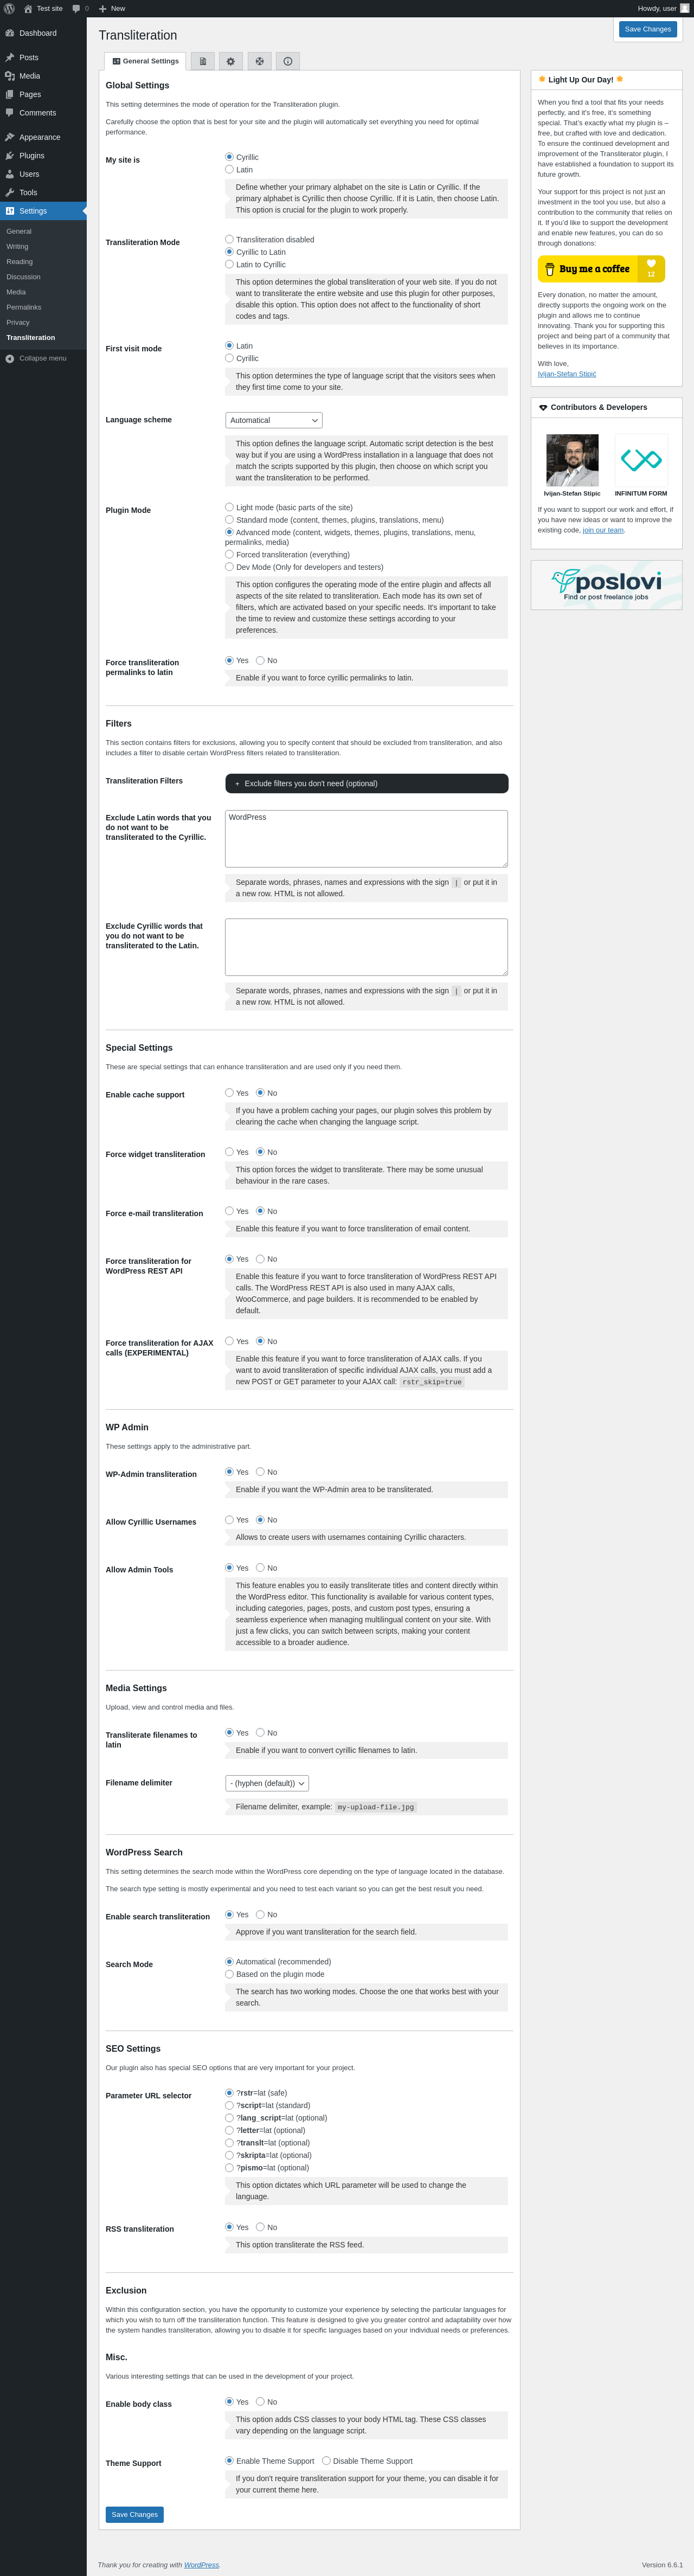 Test site
0
New
Howdy, user
Dashboard
Posts
Media
Pages
Comments
Appearance
Plugins
Users
Tools
Settings
General
Writing
Reading
Discussion
Media
Permalinks
Privacy
Transliteration
Collapse menu
Transliteration
Save Changes
General Settings
Global Settings
This setting determines the mode of operation for the Transliteration plugin.
Carefully choose the option that is best for your site and the plugin will automatically set everything you need for optimal
performance.
My site is
Cyrillic
Latin
Define whether your primary alphabet on the site is Latin or Cyrillic. If the
primary alphabet is Cyrillic then choose Cyrillic. If it is Latin, then choose Latin.
This option is crucial for the plugin to work properly.
Transliteration Mode
Transliteration disabled
Cyrillic to Latin
Latin to Cyrillic
This option determines the global transliteration of your web site. If you do not
want to transliterate the entire website and use this plugin for other purposes,
disable this option. This option does not affect to the functionality of short
codes and tags.
First visit mode
Latin
Cyrillic
This option determines the type of language script that the visitors sees when
they first time come to your site.
Language scheme
Automatical
This option defines the language script. Automatic script detection is the best
way but if you are using a WordPress installation in a language that does not
match the scripts supported by this plugin, then choose on which script you
want the transliteration to be performed.
Plugin Mode
Light mode (basic parts of the site)
Standard mode (content, themes, plugins, translations, menu)
Advanced mode (content, widgets, themes, plugins, translations, menu,
permalinks, media)
Forced transliteration (everything)
Dev Mode (Only for developers and testers)
This option configures the operating mode of the entire plugin and affects all
aspects of the site related to transliteration. Each mode has its own set of
filters, which are activated based on your specific needs. It's important to take
the time to review and customize these settings according to your
preferences.
Force transliteration
permalinks to latin
Yes No
Enable if you want to force cyrillic permalinks to latin.
Filters
This section contains filters for exclusions, allowing you to specify content that should be excluded from transliteration, and also
includes a filter to disable certain WordPress filters related to transliteration.
Transliteration Filters
+ Exclude filters you don't need (optional)
Exclude Latin words that you
do not want to be
transliterated to the Cyrillic.
WordPress
Separate words, phrases, names and expressions with the sign | or put it in
a new row. HTML is not allowed.
Exclude Cyrillic words that
you do not want to be
transliterated to the Latin.
Separate words, phrases, names and expressions with the sign | or put it in
a new row. HTML is not allowed.
Special Settings
These are special settings that can enhance transliteration and are used only if you need them.
Enable cache support
Yes No
If you have a problem caching your pages, our plugin solves this problem by
clearing the cache when changing the language script.
Force widget transliteration
Yes No
This option forces the widget to transliterate. There may be some unusual
behaviour in the rare cases.
Force e-mail transliteration
Yes No
Enable this feature if you want to force transliteration of email content.
Force transliteration for
WordPress REST API
Yes No
Enable this feature if you want to force transliteration of WordPress REST API
calls. The WordPress REST API is also used in many AJAX calls,
WooCommerce, and page builders. It is recommended to be enabled by
default.
Force transliteration for AJAX
calls (EXPERIMENTAL)
Yes No
Enable this feature if you want to force transliteration of AJAX calls. If you
want to avoid transliteration of specific individual AJAX calls, you must add a
new POST or GET parameter to your AJAX call: rstr_skip=true
WP Admin
These settings apply to the administrative part.
WP-Admin transliteration
Yes No
Enable if you want the WP-Admin area to be transliterated.
Allow Cyrillic Usernames
Yes No
Allows to create users with usernames containing Cyrillic characters.
Allow Admin Tools
Yes No
This feature enables you to easily transliterate titles and content directly within
the WordPress editor. This functionality is available for various content types,
including categories, pages, posts, and custom post types, ensuring a
seamless experience when managing multilingual content on your site. With
just a few clicks, you can switch between scripts, making your content
accessible to a broader audience.
Media Settings
Upload, view and control media and files.
Transliterate filenames to
latin
Yes No
Enable if you want to convert cyrillic filenames to latin.
Filename delimiter
- (hyphen (default))
Filename delimiter, example: my-upload-file.jpg
WordPress Search
This setting determines the search mode within the WordPress core depending on the type of language located in the database.
The search type setting is mostly experimental and you need to test each variant so you can get the best result you need.
Enable search transliteration
Yes No
Approve if you want transliteration for the search field.
Search Mode
Automatical (recommended)
Based on the plugin mode
The search has two working modes. Choose the one that works best with your
search.
SEO Settings
Our plugin also has special SEO options that are very important for your project.
Parameter URL selector
?rstr=lat (safe)
?script=lat (standard)
?lang_script=lat (optional)
?letter=lat (optional)
?translt=lat (optional)
?skripta=lat (optional)
?pismo=lat (optional)
This option dictates which URL parameter will be used to change the
language.
RSS transliteration
Yes No
This option transliterate the RSS feed.
Exclusion
Within this configuration section, you have the opportunity to customize your experience by selecting the particular languages for
which you wish to turn off the transliteration function. This feature is designed to give you greater control and adaptability over how
the system handles transliteration, allowing you to disable it for specific languages based on your individual needs or preferences.
Misc.
Various interesting settings that can be used in the development of your project.
Enable body class
Yes No
This option adds CSS classes to your body HTML tag. These CSS classes
vary depending on the language script.
Theme Support
Enable Theme Support Disable Theme Support
If you don't require transliteration support for your theme, you can disable it for
your current theme here.
Save Changes
Light Up Our Day!
When you find a tool that fits your needs
perfectly, and it's free, it's something
special. That's exactly what my plugin is –
free, but crafted with love and dedication.
To ensure the continued development and
improvement of the Transliterator plugin, I
have established a foundation to support its
future growth.
Your support for this project is not just an
investment in the tool you use, but also a
contribution to the community that relies on
it. If you'd like to support the development
and enable new features, you can do so
through donations:
Buy me a coffee
12
Every donation, no matter the amount,
directly supports the ongoing work on the
plugin and allows me to continue
innovating. Thank you for supporting this
project and being part of a community that
believes in its importance.
With love,
Ivijan-Stefan Stipić
Contributors & Developers
Ivijan-Stefan Stipic
INFINITUM FORM
If you want to support our work and effort, if
you have new ideas or want to improve the
existing code, join our team.
poslovi
Find or post freelance jobs
Thank you for creating with WordPress.
Version 6.6.1